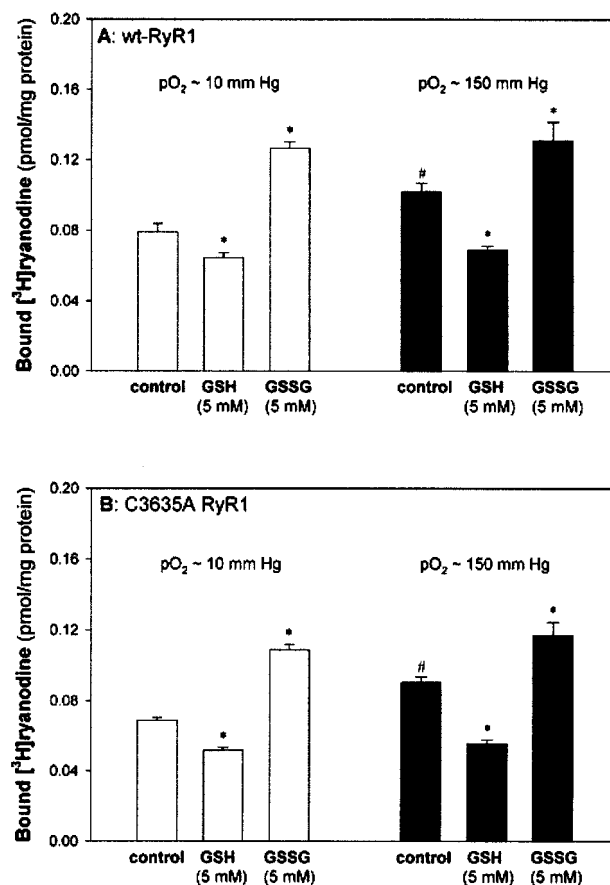 A: wt-RyR1
pO₂ ~ 10 mm Hg
pO₂ ~ 150 mm Hg
Bound [³H]ryanodine (pmol/mg protein)
0.20
0.16
0.12
0.08
0.04
0.00
*
*
#
*
*
control
GSH
(5 mM)
GSSG
(5 mM)
control
GSH
(5 mM)
GSSG
(5 mM)
B: C3635A RyR1
pO₂ ~ 10 mm Hg
pO₂ ~ 150 mm Hg
Bound [³H]ryanodine (pmol/mg protein)
0.20
0.16
0.12
0.08
0.04
0.00
*
*
#
*
*
control
GSH
(5 mM)
GSSG
(5 mM)
control
GSH
(5 mM)
GSSG
(5 mM)